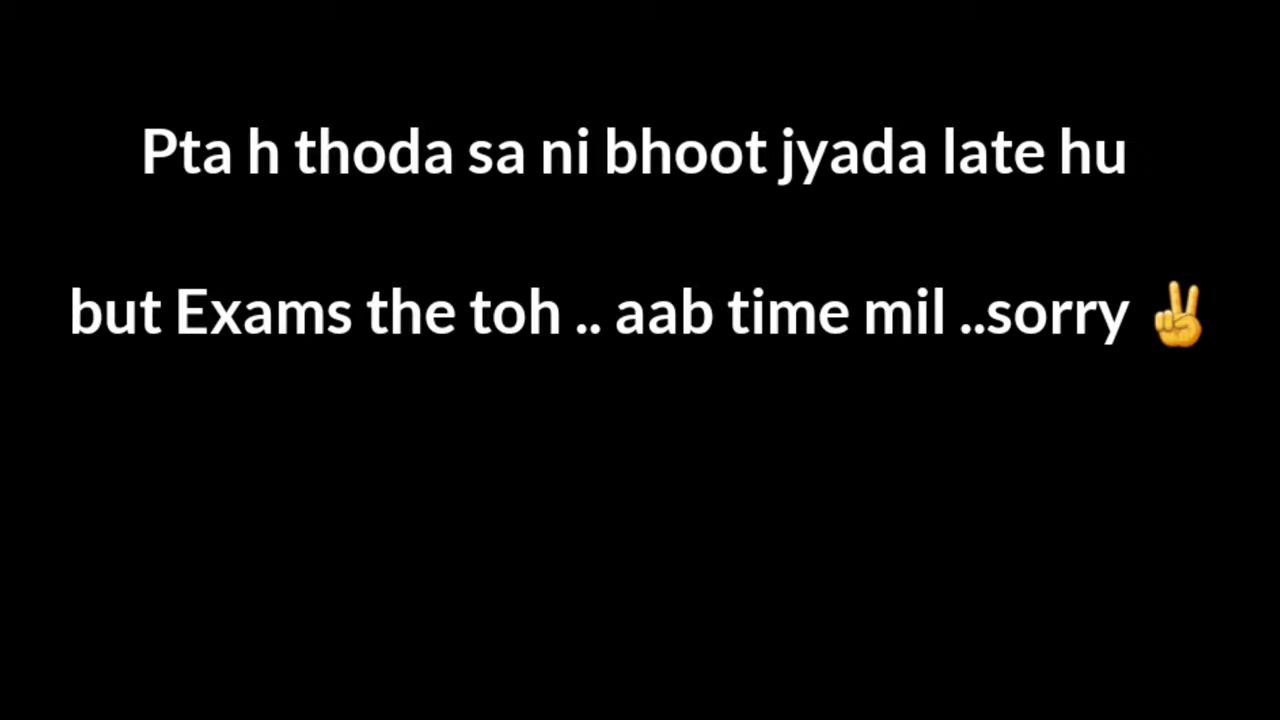 Pta h thoda sa ni bhoot jyada late hu
but Exams the toh .. aab time mil ..sorry ✌️